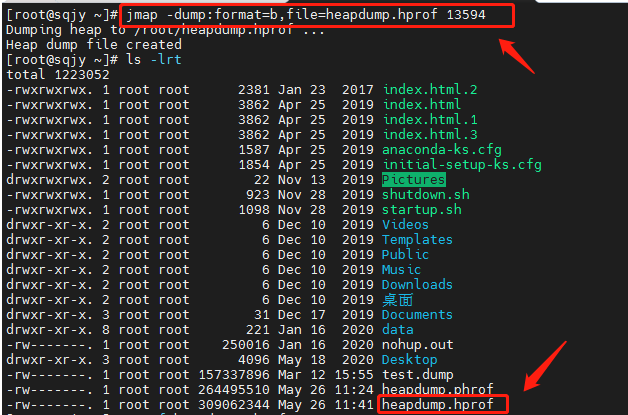 [root@sqjy ~]# jmap -dump:format=b,file=heapdump.hprof 13594
Dumping heap to /root/heapdump.hprof ...
Heap dump file created
[root@sqjy ~]# ls -lrt
total 1223052
-rwxrwxrwx. 1 root root 2381 Jan 23 2017 index.html.2
-rwxrwxrwx. 1 root root 3862 Apr 25 2019 index.html
-rwxrwxrwx. 1 root root 3862 Apr 25 2019 index.html.1
-rwxrwxrwx. 1 root root 3862 Apr 25 2019 index.html.3
-rwxrwxrwx. 1 root root 1587 Apr 25 2019 anaconda-ks.cfg
-rwxrwxrwx. 1 root root 1854 Apr 25 2019 initial-setup-ks.cfg
drwxrwxrwx. 2 root root 22 Nov 13 2019 Pictures
-rwxrwxrwx. 1 root root 923 Nov 28 2019 shutdown.sh
-rwxrwxrwx. 1 root root 1098 Nov 28 2019 startup.sh
drwxr-xr-x. 2 root root 6 Dec 10 2019 Videos
drwxr-xr-x. 2 root root 6 Dec 10 2019 Templates
drwxr-xr-x. 2 root root 6 Dec 10 2019 Public
drwxr-xr-x. 2 root root 6 Dec 10 2019 Music
drwxr-xr-x. 2 root root 6 Dec 10 2019 Downloads
drwxr-xr-x. 2 root root 6 Dec 10 2019 桌面
drwxr-xr-x. 3 root root 31 Dec 17 2019 Documents
drwxr-xr-x. 8 root root 221 Jan 16 2020 data
-rw-------. 1 root root 250016 Jan 16 2020 nohup.out
drwxr-xr-x. 3 root root 4096 May 18 2020 Desktop
-rw-------. 1 root root 157337896 Mar 12 15:55 test.dump
-rw-------. 1 root root 264495510 May 26 11:24 heapdump.phrof
-rw-------. 1 root root 309062344 May 26 11:41 heapdump.hprof